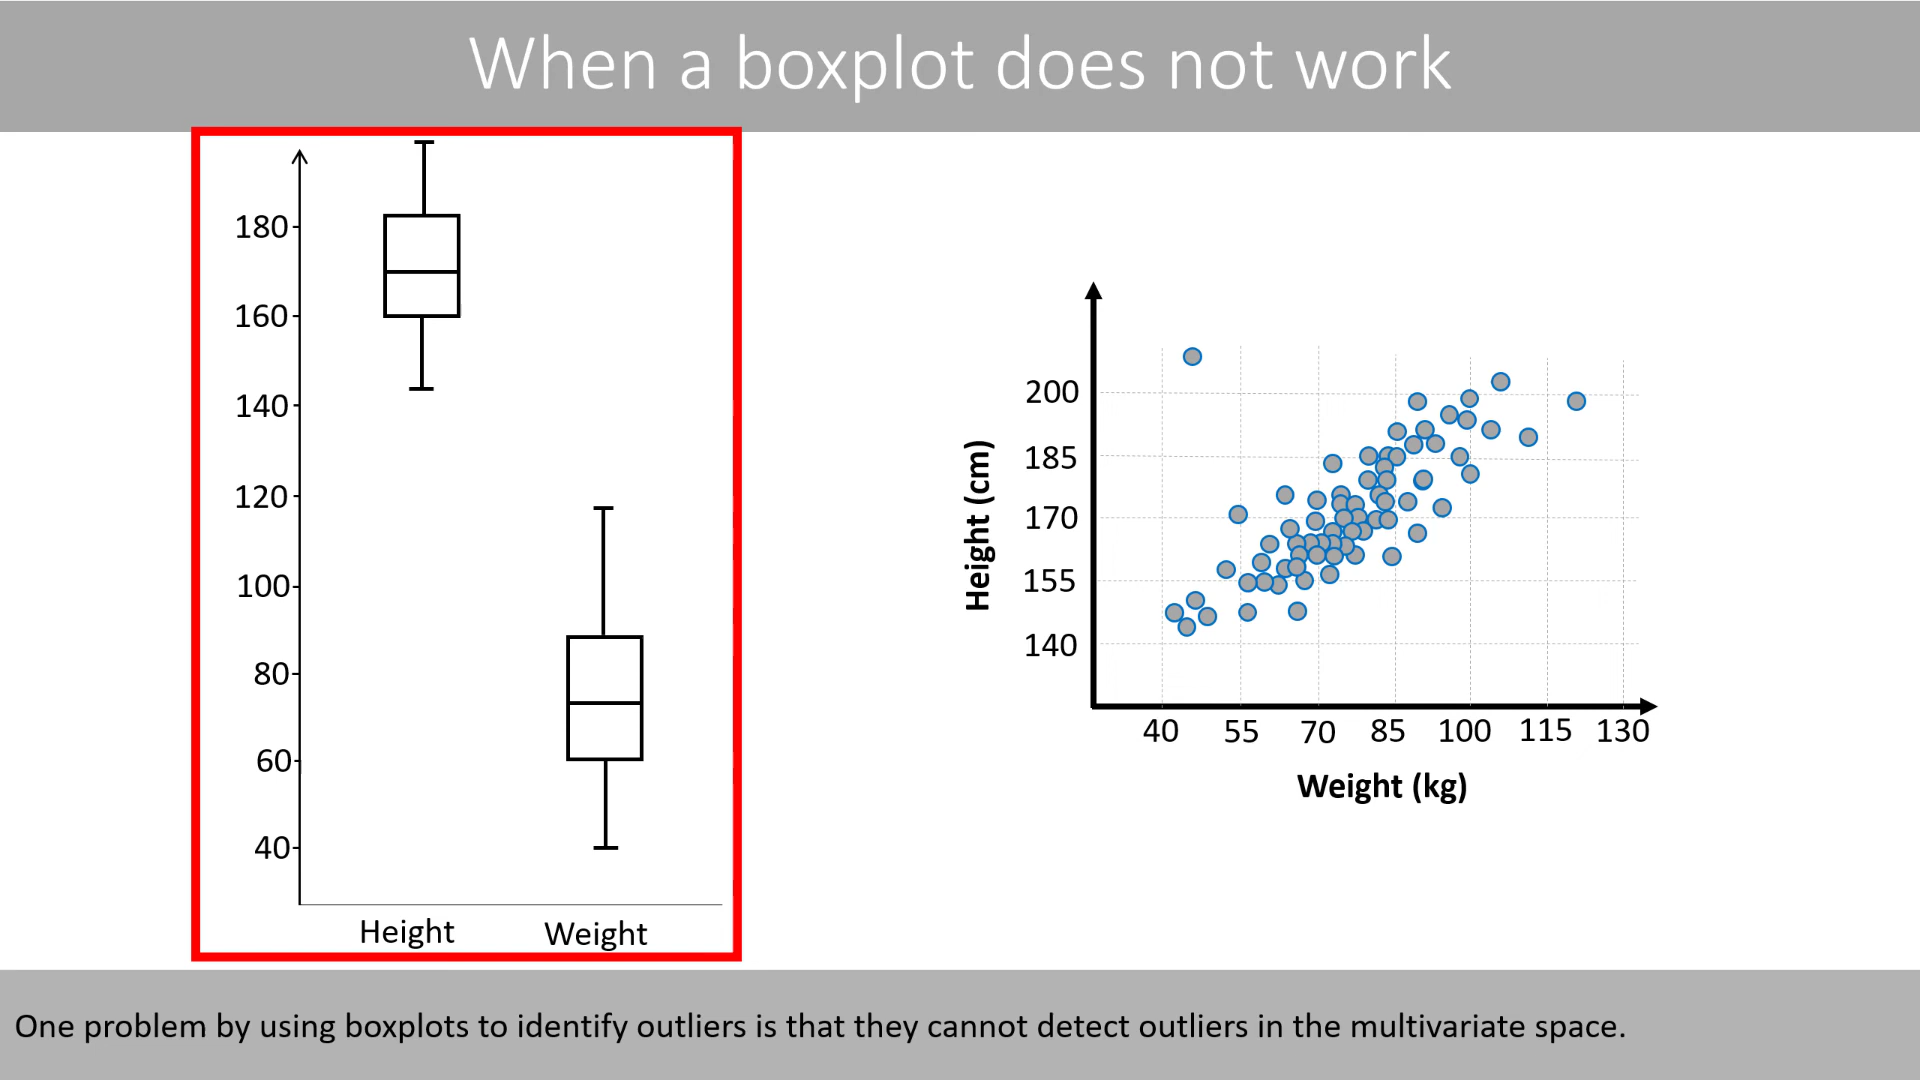 When a boxplot does not work
180
160
140
120
100
80
60
40
Height
Weight
Height (cm)
200
185
170
155
140
40 55 70 85 100 115 130
Weight (kg)
One problem by using boxplots to identify outliers is that they cannot detect outliers in the multivariate space.